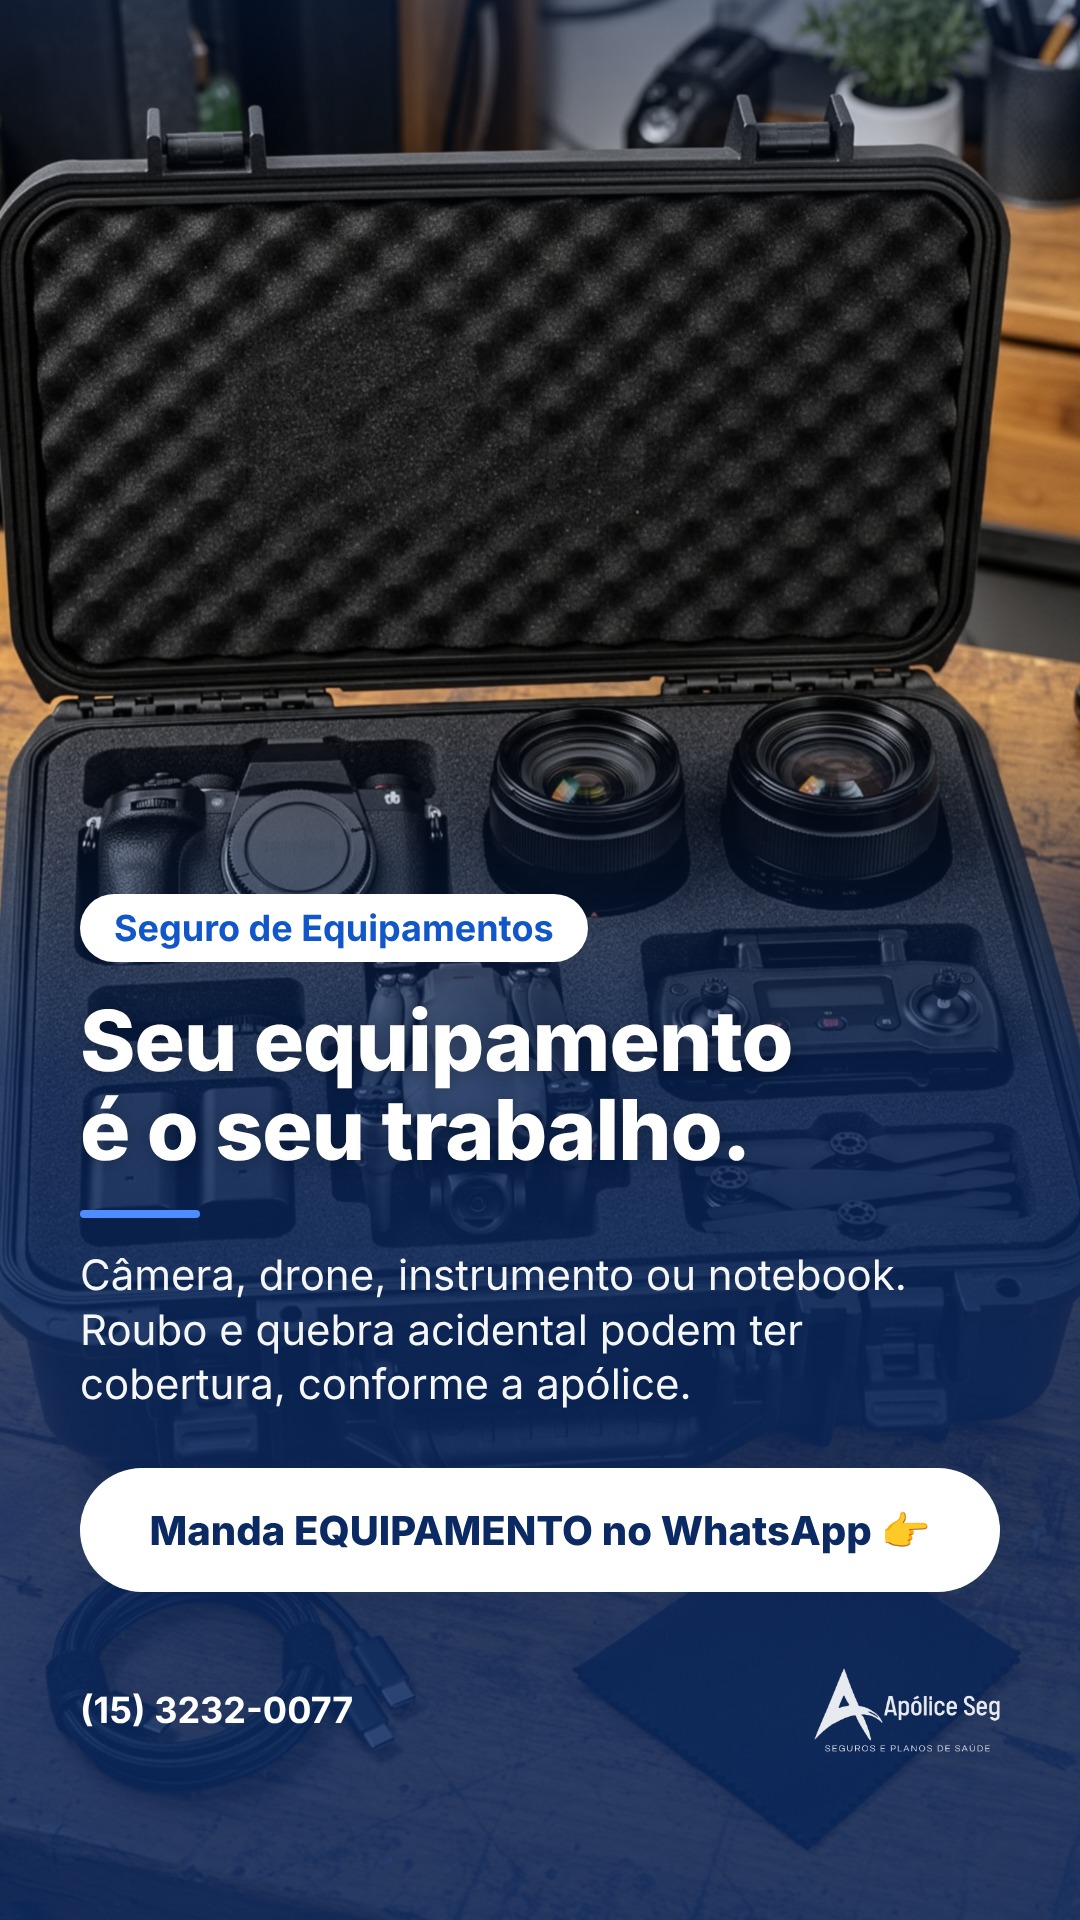 Seguro de Equipamentos
Seu equipamento
é o seu trabalho.
Câmera, drone, instrumento ou notebook.
Roubo e quebra acidental podem ter
cobertura, conforme a apólice.
Manda EQUIPAMENTO no WhatsApp 👉
(15) 3232-0077
Apólice Seg
SEGUROS E PLANOS DE SAÚDE